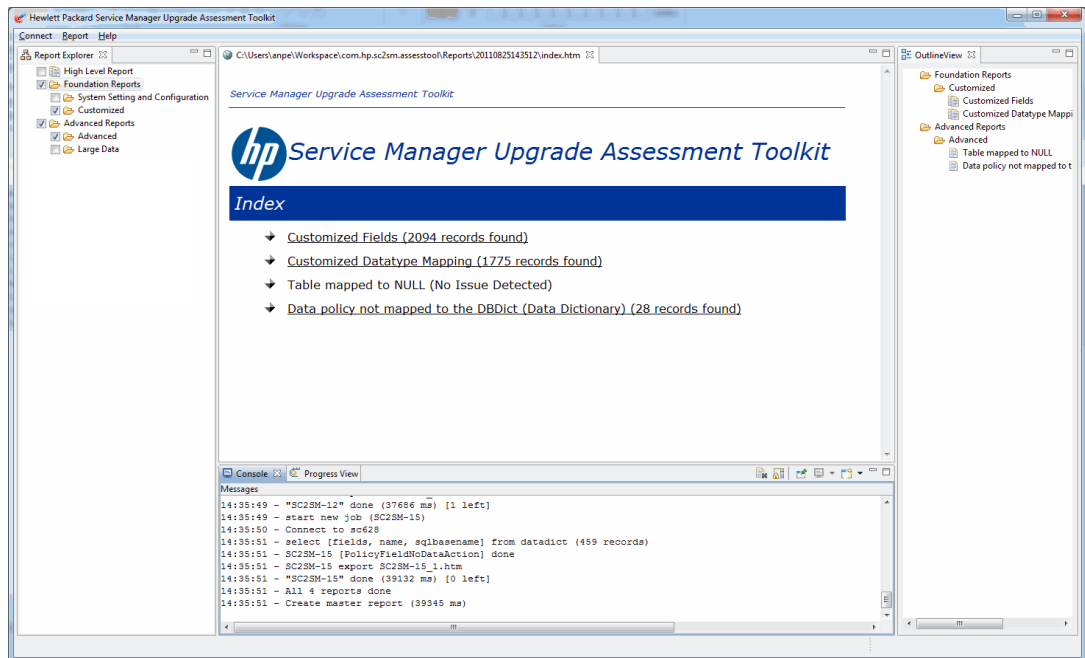 Hewlett Packard Service Manager Upgrade Assessment Toolkit
Connect Report Help
Report Explorer
High Level Report
Foundation Reports
System Setting and Configuration
Customized
Advanced Reports
Advanced
Large Data
C:\Users\anpe\Workspace\com.hp.sc2sm.assesstool\Reports\20110825143512\index.htm
Service Manager Upgrade Assessment Toolkit
hp Service Manager Upgrade Assessment Toolkit
Index
Customized Fields (2094 records found)
Customized Datatype Mapping (1775 records found)
Table mapped to NULL (No Issue Detected)
Data policy not mapped to the DBDict (Data Dictionary) (28 records found)
Console Progress View
Messages
14:35:49 - "SC2SM-12" done (37686 ms) [1 left]
14:35:49 - start new job (SC2SM-15)
14:35:50 - Connect to sc628
14:35:51 - select [fields, name, sqlbasename] from datadict (459 records)
14:35:51 - SC2SM-15 [PolicyFieldNoDataAction] done
14:35:51 - SC2SM-15 export SC2SM-15_1.htm
14:35:51 - "SC2SM-15" done (39132 ms) [0 left]
14:35:51 - All 4 reports done
14:35:51 - Create master report (39345 ms)
OutlineView
Foundation Reports
Customized
Customized Fields
Customized Datatype Mappi
Advanced Reports
Advanced
Table mapped to NULL
Data policy not mapped to t